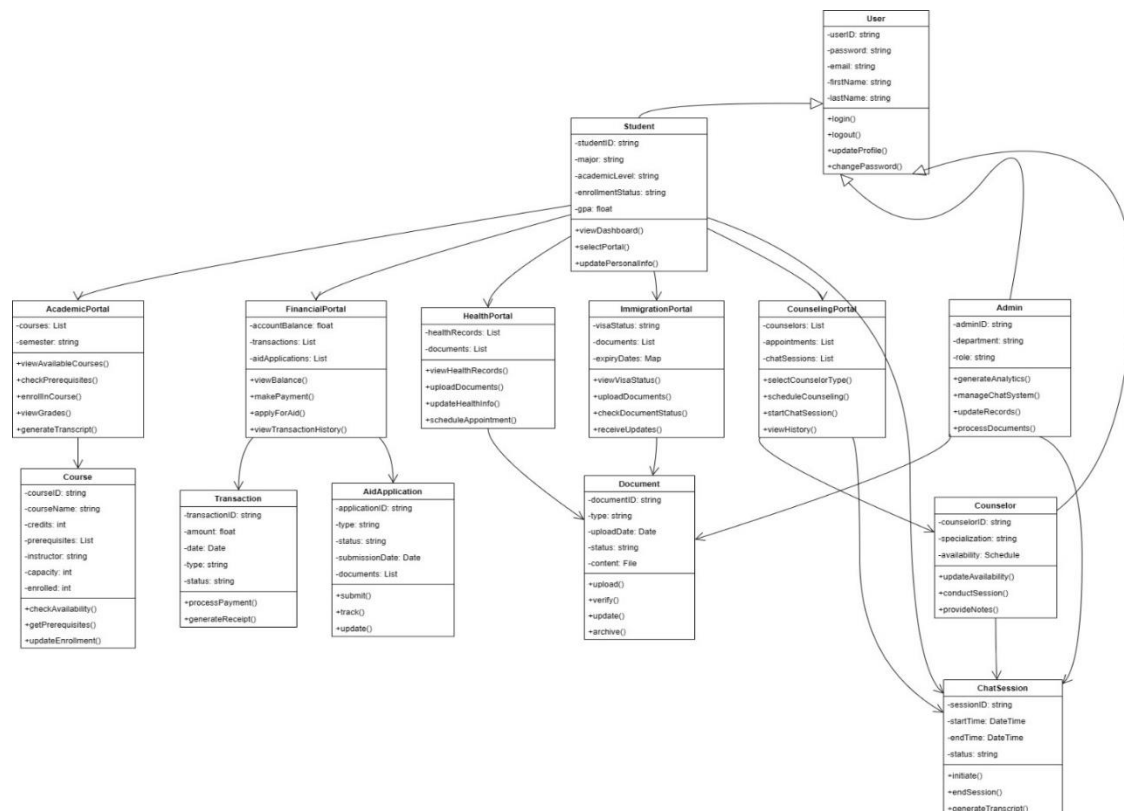 User
-userID: string
-password: string
-email: string
-firstName: string
-lastName: string
+login()
+logout()
+updateProfile()
+changePassword()
Student
-studentID: string
-major: string
-academicLevel: string
-enrollmentStatus: string
-gpa: float
+viewDashboard()
+selectPortal()
+updatePersonalInfo()
AcademicPortal
-courses: List
-semester: string
+viewAvailableCourses()
+checkPrerequisites()
+enrollInCourse()
+viewGrades()
+generateTranscript()
FinancialPortal
-accountBalance: float
-transactions: List
-aidApplications: List
+viewBalance()
+makePayment()
+applyForAid()
+viewTransactionHistory()
HealthPortal
-healthRecords: List
-documents: List
+viewHealthRecords()
+uploadDocuments()
+updateHealthInfo()
+scheduleAppointment()
ImmigrationPortal
-visaStatus: string
-documents: List
-expiryDates: Map
+viewVisaStatus()
+uploadDocuments()
+checkDocumentStatus()
+receiveUpdates()
CounselingPortal
-counselors: List
-appointments: List
-chatSessions: List
+selectCounselorType()
+scheduleCounseling()
+startChatSession()
+viewHistory()
Admin
-adminID: string
-department: string
-role: string
+generateAnalytics()
+manageChatSystem()
+updateRecords()
+processDocuments()
Course
-courseID: string
-courseName: string
-credits: int
-prerequisites: List
-instructor: string
-capacity: int
-enrolled: int
+checkAvailability()
+getPrerequisites()
+updateEnrollment()
Transaction
-transactionID: string
-amount: float
-date: Date
-type: string
-status: string
+processPayment()
+generateReceipt()
AidApplication
-applicationID: string
-type: string
-status: string
-submissionDate: Date
-documents: List
+submit()
+track()
+update()
Document
-documentID: string
-type: string
-uploadDate: Date
-status: string
-content: File
+upload()
+verify()
+update()
+archive()
Counselor
-counselorID: string
-specialization: string
-availability: Schedule
+updateAvailability()
+conductSession()
+provideNotes()
ChatSession
-sessionID: string
-startTime: DateTime
-endTime: DateTime
-status: string
+initiate()
+endSession()
+generateTranscript()